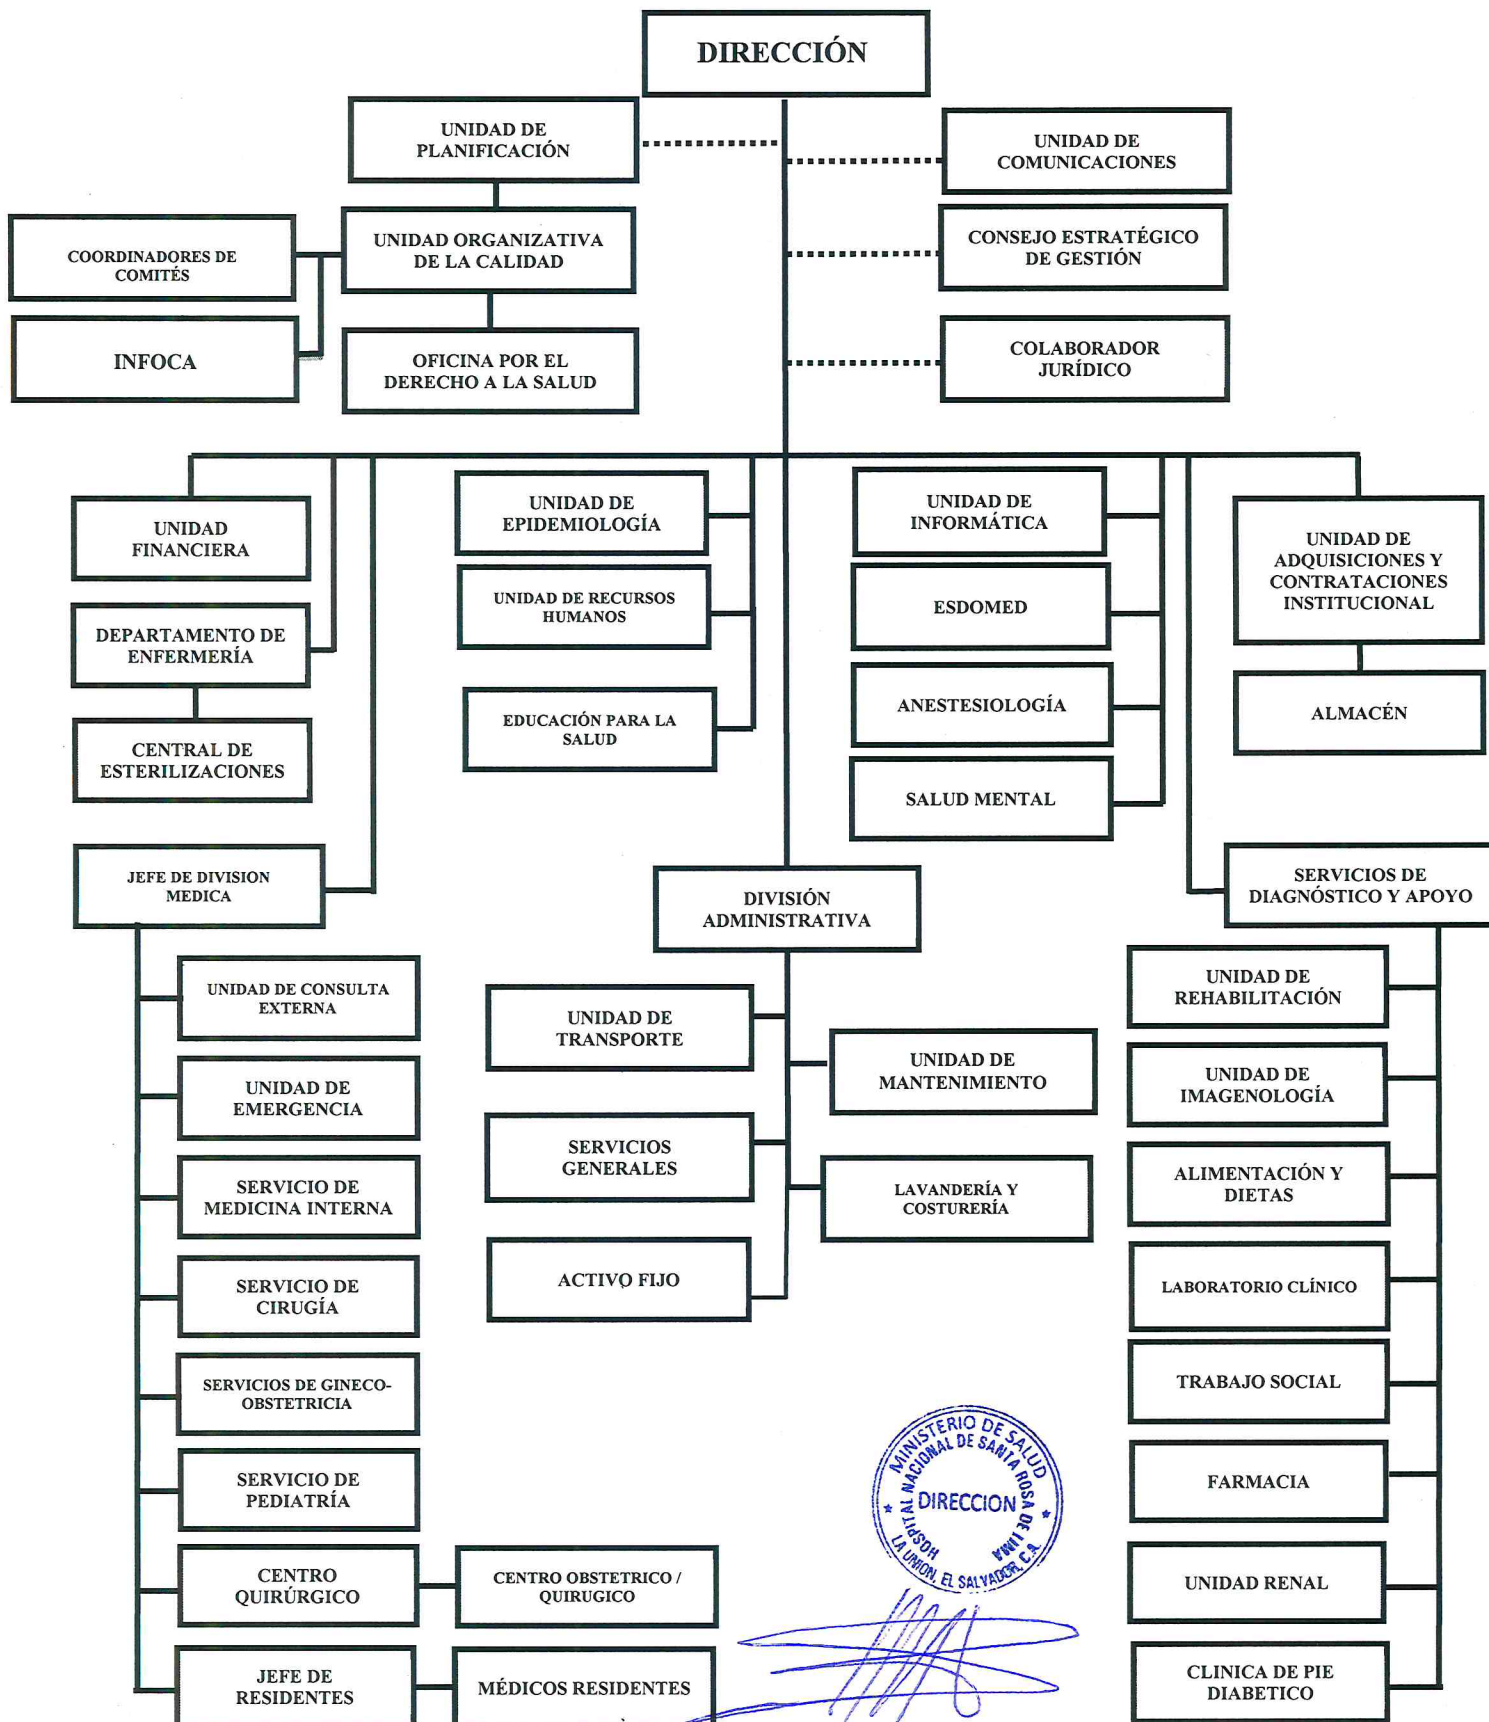 DIRECCIÓN
UNIDAD DE
PLANIFICACIÓN
UNIDAD DE
COMUNICACIONES
COORDINADORES DE
COMITÉS
UNIDAD ORGANIZATIVA
DE LA CALIDAD
CONSEJO ESTRATÉGICO
DE GESTIÓN
INFOCA
OFICINA POR EL
DERECHO A LA SALUD
COLABORADOR
JURÍDICO
UNIDAD
FINANCIERA
UNIDAD DE
EPIDEMIOLOGÍA
UNIDAD DE
INFORMÁTICA
UNIDAD DE
ADQUISICIONES Y
CONTRATACIONES
INSTITUCIONAL
DEPARTAMENTO DE
ENFERMERÍA
UNIDAD DE RECURSOS
HUMANOS
ESDOMED
CENTRAL DE
ESTERILIZACIONES
EDUCACIÓN PARA LA
SALUD
ANESTESIOLOGÍA
ALMACÉN
SALUD MENTAL
JEFE DE DIVISION
MEDICA
DIVISIÓN
ADMINISTRATIVA
SERVICIOS DE
DIAGNÓSTICO Y APOYO
UNIDAD DE CONSULTA
EXTERNA
UNIDAD DE
EMERGENCIA
SERVICIO DE
MEDICINA INTERNA
SERVICIO DE
CIRUGÍA
SERVICIOS DE GINECO-
OBSTETRICIA
SERVICIO DE
PEDIATRÍA
CENTRO
QUIRÚRGICO
CENTRO OBSTETRICO /
QUIRUGICO
JEFE DE
RESIDENTES
MÉDICOS RESIDENTES
UNIDAD DE
TRANSPORTE
UNIDAD DE
MANTENIMIENTO
SERVICIOS
GENERALES
LAVANDERÍA Y
COSTURERÍA
ACTIVO FIJO
UNIDAD DE
REHABILITACIÓN
UNIDAD DE
IMAGENOLOGÍA
ALIMENTACIÓN Y
DIETAS
LABORATORIO CLÍNICO
TRABAJO SOCIAL
FARMACIA
UNIDAD RENAL
CLINICA DE PIE
DIABETICO
MINISTERIO DE SALUD
HOSPITAL NACIONAL DE SANTA ROSA DE LIMA
DIRECCION
LA UNION, EL SALVADOR, C.A.